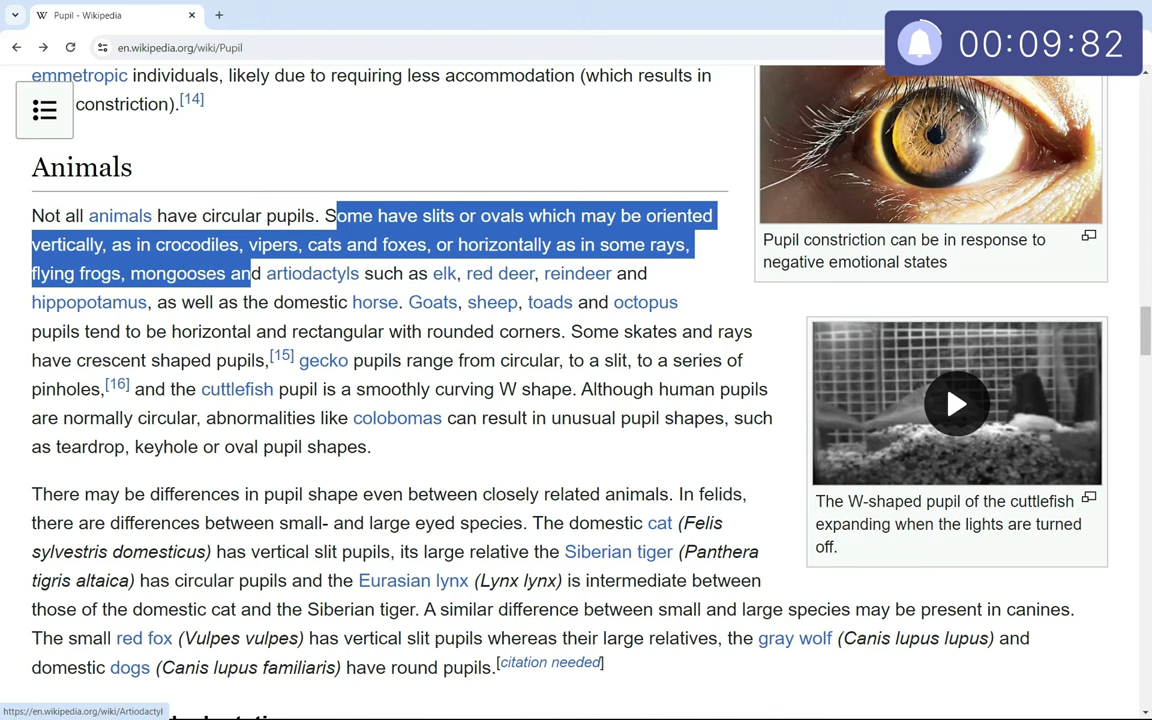 Pupil - Wikipedia
en.wikipedia.org/wiki/Pupil
00:09:82
emmetropic individuals, likely due to requiring less accommodation (which results in
constriction).[14]
Animals
Not all animals have circular pupils. Some have slits or ovals which may be oriented
vertically, as in crocodiles, vipers, cats and foxes, or horizontally as in some rays,
flying frogs, mongooses and artiodactyls such as elk, red deer, reindeer and
hippopotamus, as well as the domestic horse. Goats, sheep, toads and octopus
pupils tend to be horizontal and rectangular with rounded corners. Some skates and rays
have crescent shaped pupils,[15] gecko pupils range from circular, to a slit, to a series of
pinholes,[16] and the cuttlefish pupil is a smoothly curving W shape. Although human pupils
are normally circular, abnormalities like colobomas can result in unusual pupil shapes, such
as teardrop, keyhole or oval pupil shapes.
There may be differences in pupil shape even between closely related animals. In felids,
there are differences between small- and large eyed species. The domestic cat (Felis
sylvestris domesticus) has vertical slit pupils, its large relative the Siberian tiger (Panthera
tigris altaica) has circular pupils and the Eurasian lynx (Lynx lynx) is intermediate between
those of the domestic cat and the Siberian tiger. A similar difference between small and large species may be present in canines.
The small red fox (Vulpes vulpes) has vertical slit pupils whereas their large relatives, the gray wolf (Canis lupus lupus) and
domestic dogs (Canis lupus familiaris) have round pupils.[citation needed]
Pupil constriction can be in response to
negative emotional states
The W-shaped pupil of the cuttlefish
expanding when the lights are turned
off.
https://en.wikipedia.org/wiki/Artiodactyl